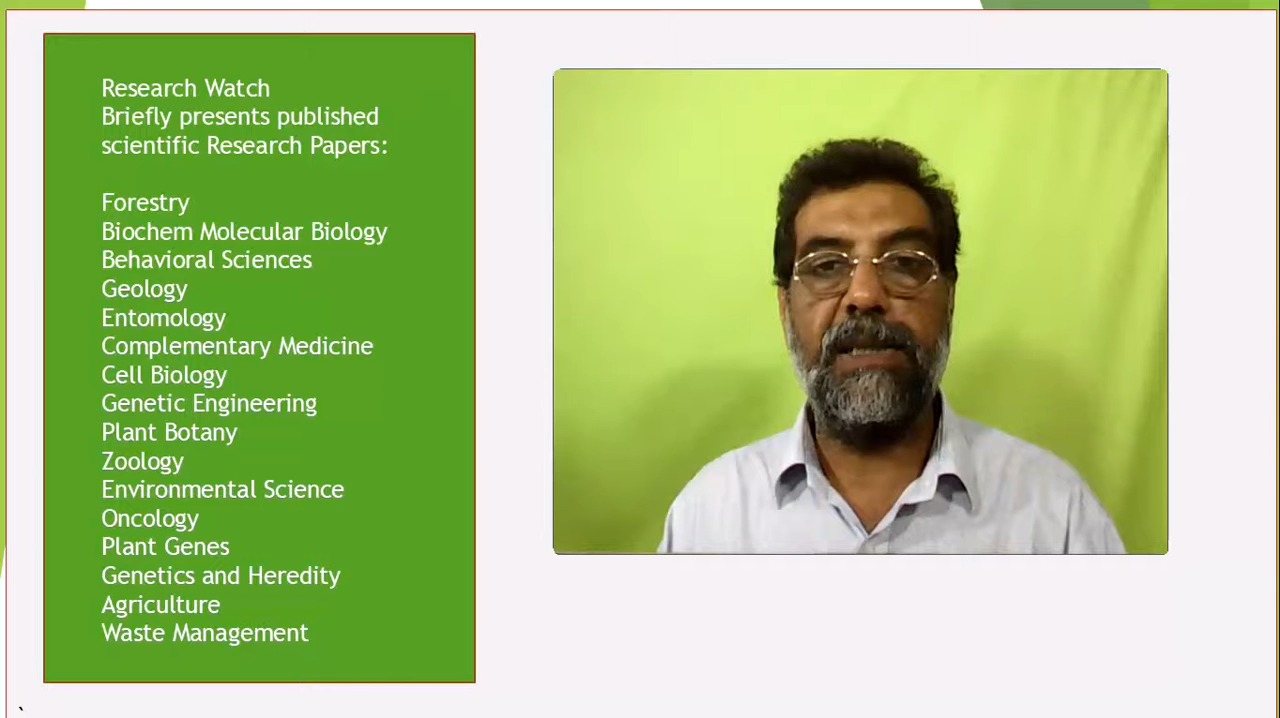 Research Watch
Briefly presents published
scientific Research Papers:
Forestry
Biochem Molecular Biology
Behavioral Sciences
Geology
Entomology
Complementary Medicine
Cell Biology
Genetic Engineering
Plant Botany
Zoology
Environmental Science
Oncology
Plant Genes
Genetics and Heredity
Agriculture
Waste Management
`